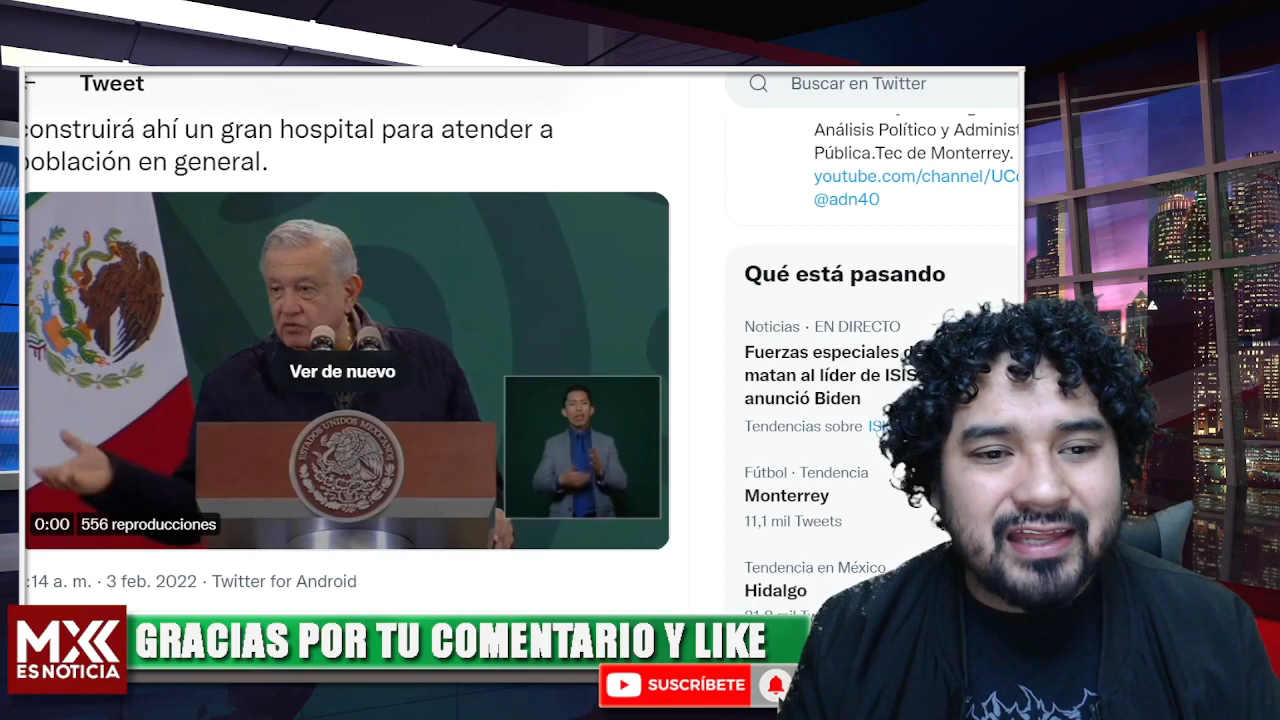 Tweet
construirá ahí un gran hospital para atender a
población en general.
ESTADOS UNIDOS MEXICANOS
Ver de nuevo
0:00 556 reproducciones
:14 a. m. · 3 feb. 2022 · Twitter for Android
Buscar en Twitter
Análisis Político y Administ
Pública.Tec de Monterrey.
youtube.com/channel/UC
@adn40
Qué está pasando
Noticias · EN DIRECTO
Fuerzas especiales d
matan al líder de ISIS
anunció Biden
Tendencias sobre IS
Fútbol · Tendencia
Monterrey
11,1 mil Tweets
Tendencia en México
Hidalgo
MX
ES NOTICIA
GRACIAS POR TU COMENTARIO Y LIKE
SUSCRÍBETE